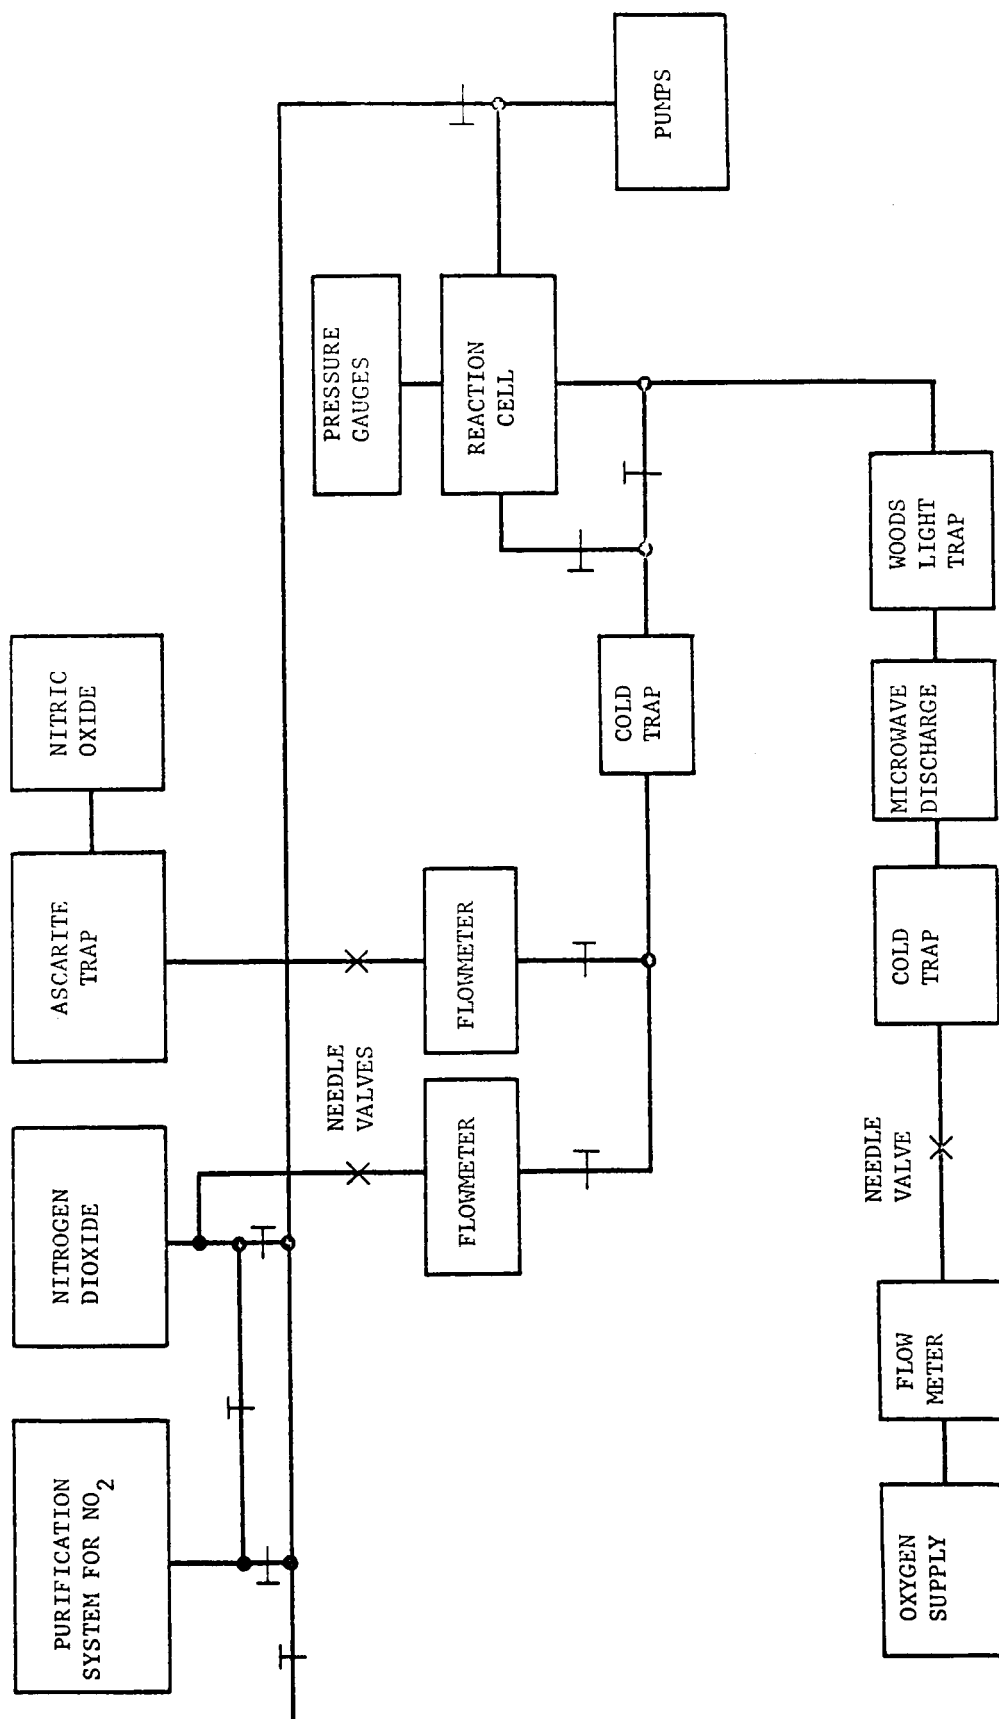 PURIFICATION
SYSTEM FOR NO2
NITROGEN
DIOXIDE
ASCARITE
TRAP
NITRIC
OXIDE
NEEDLE
VALVES
FLOWMETER
FLOWMETER
COLD
TRAP
PRESSURE
GAUGES
REACTION
CELL
PUMPS
OXYGEN
SUPPLY
FLOW
METER
NEEDLE
VALVE
COLD
TRAP
MICROWAVE
DISCHARGE
WOODS
LIGHT
TRAP